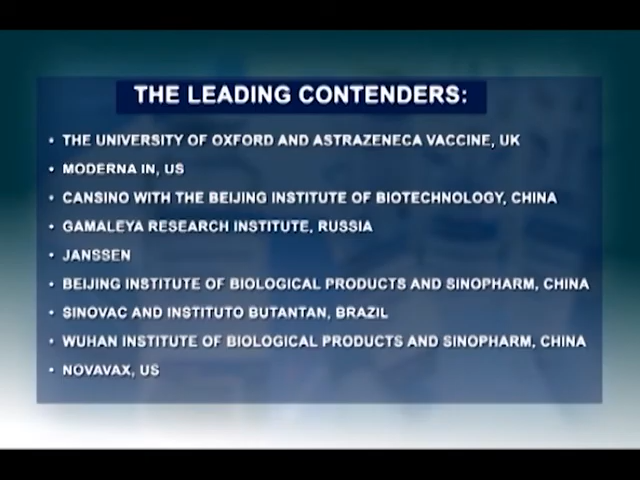 THE LEADING CONTENDERS:
• THE UNIVERSITY OF OXFORD AND ASTRAZENECA VACCINE, UK
• MODERNA IN, US
• CANSINO WITH THE BEIJING INSTITUTE OF BIOTECHNOLOGY, CHINA
• GAMALEYA RESEARCH INSTITUTE, RUSSIA
• JANSSEN
• BEIJING INSTITUTE OF BIOLOGICAL PRODUCTS AND SINOPHARM, CHINA
• SINOVAC AND INSTITUTO BUTANTAN, BRAZIL
• WUHAN INSTITUTE OF BIOLOGICAL PRODUCTS AND SINOPHARM, CHINA
• NOVAVAX, US